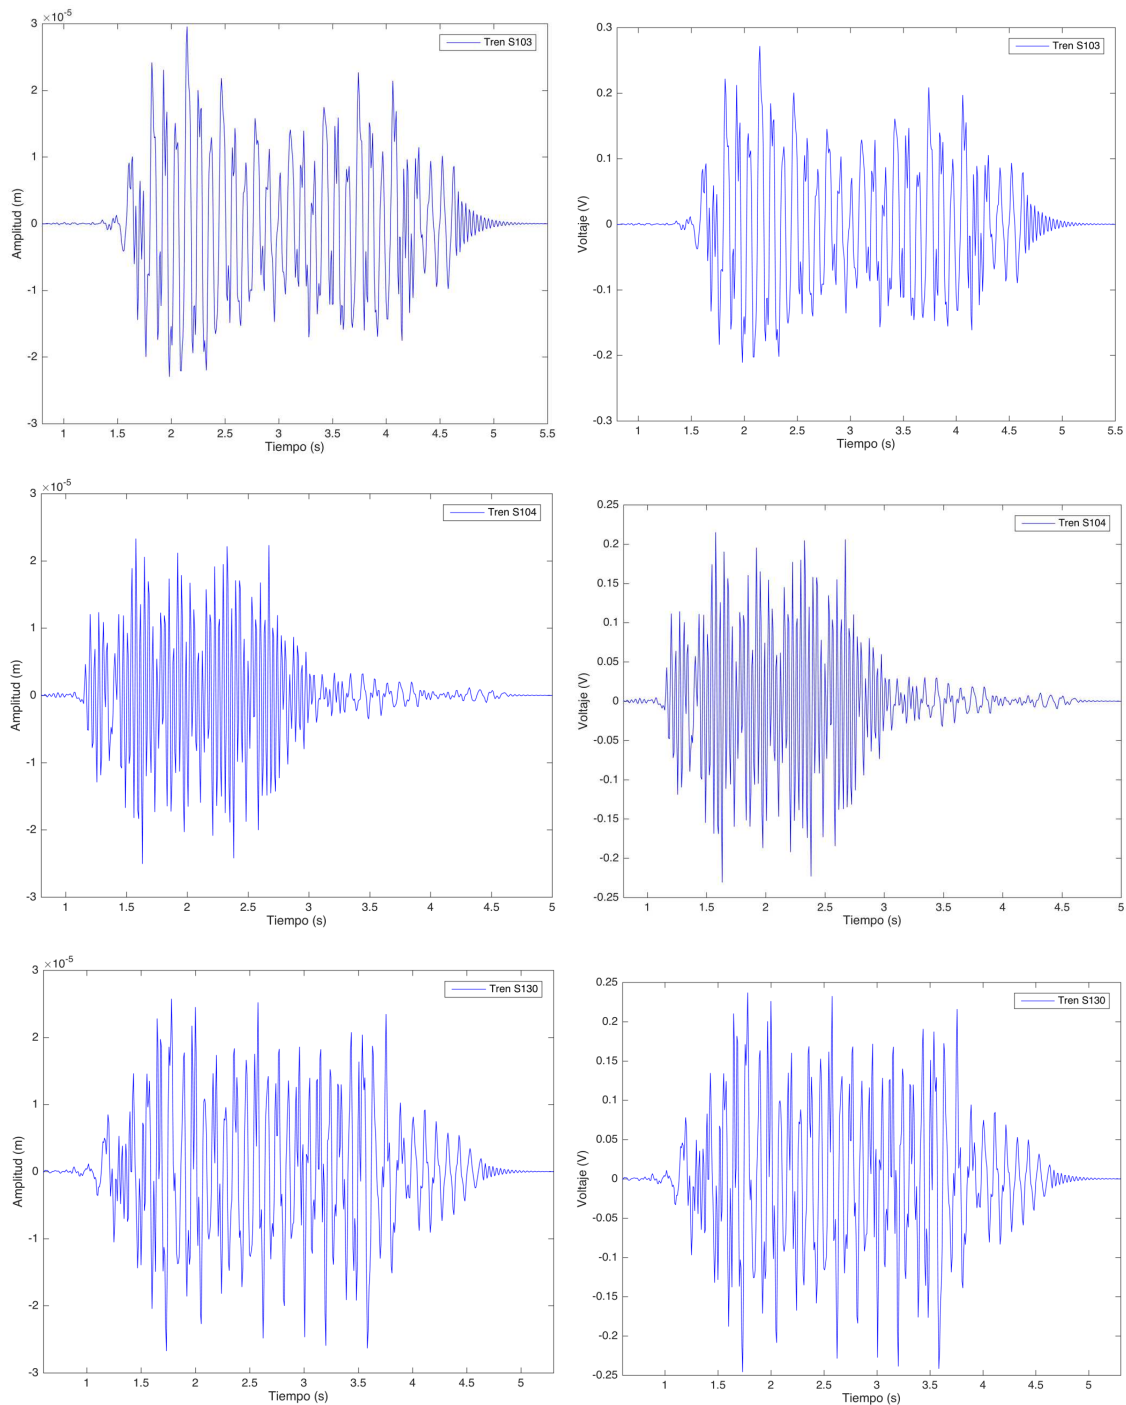 ×10⁻⁵
3
2
1
0
-1
-2
-3
Amplitud (m)
Tren S103
1 1.5 2 2.5 3 3.5 4 4.5 5 5.5
Tiempo (s)
0.3
0.2
0.1
0
-0.1
-0.2
-0.3
Voltaje (V)
Tren S103
1 1.5 2 2.5 3 3.5 4 4.5 5 5.5
Tiempo (s)
×10⁻⁵
3
2
1
0
-1
-2
-3
Amplitud (m)
Tren S104
1 1.5 2 2.5 3 3.5 4 4.5 5
Tiempo (s)
0.25
0.2
0.15
0.1
0.05
0
-0.05
-0.1
-0.15
-0.2
-0.25
Voltaje (V)
Tren S104
1 1.5 2 2.5 3 3.5 4 4.5 5
Tiempo (s)
×10⁻⁵
3
2
1
0
-1
-2
-3
Amplitud (m)
Tren S130
1 1.5 2 2.5 3 3.5 4 4.5 5
Tiempo (s)
0.25
0.2
0.15
0.1
0.05
0
-0.05
-0.1
-0.15
-0.2
-0.25
Voltaje (V)
Tren S130
1 1.5 2 2.5 3 3.5 4 4.5 5
Tiempo (s)